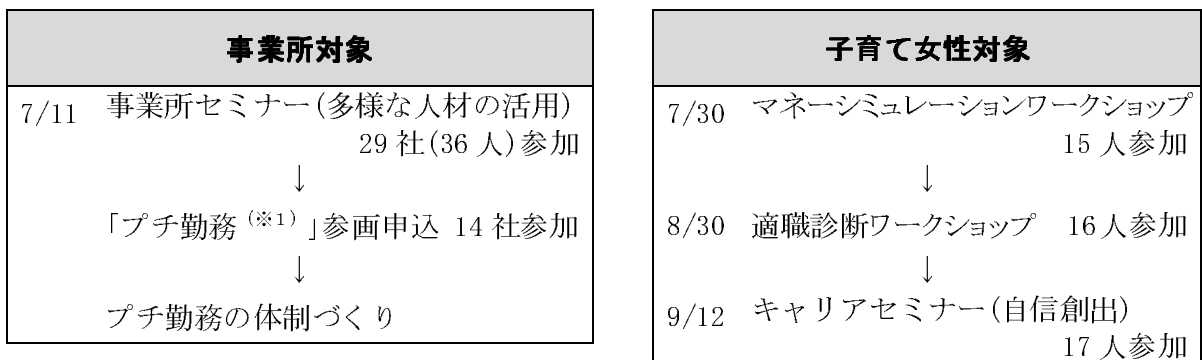 事業所対象
7/11 事業所セミナー(多様な人材の活用)
29社(36人)参加
↓
「プチ勤務(※1)」参画申込 14社参加
↓
プチ勤務の体制づくり
子育て女性対象
7/30 マネーシミュレーションワークショップ
15人参加
↓
8/30 適職診断ワークショップ 16人参加
↓
9/12 キャリアセミナー(自信創出)
17人参加